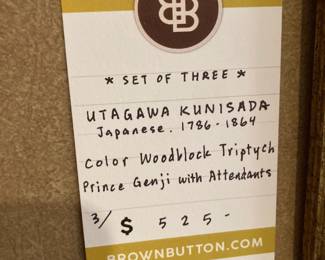 BB
* SET OF THREE *
UTAGAWA KUNISADA
Japanese. 1786-1864
Color Woodblock Triptych
Prince Genji with Attendants
3/ $ 525-
BROWNBUTTON.COM